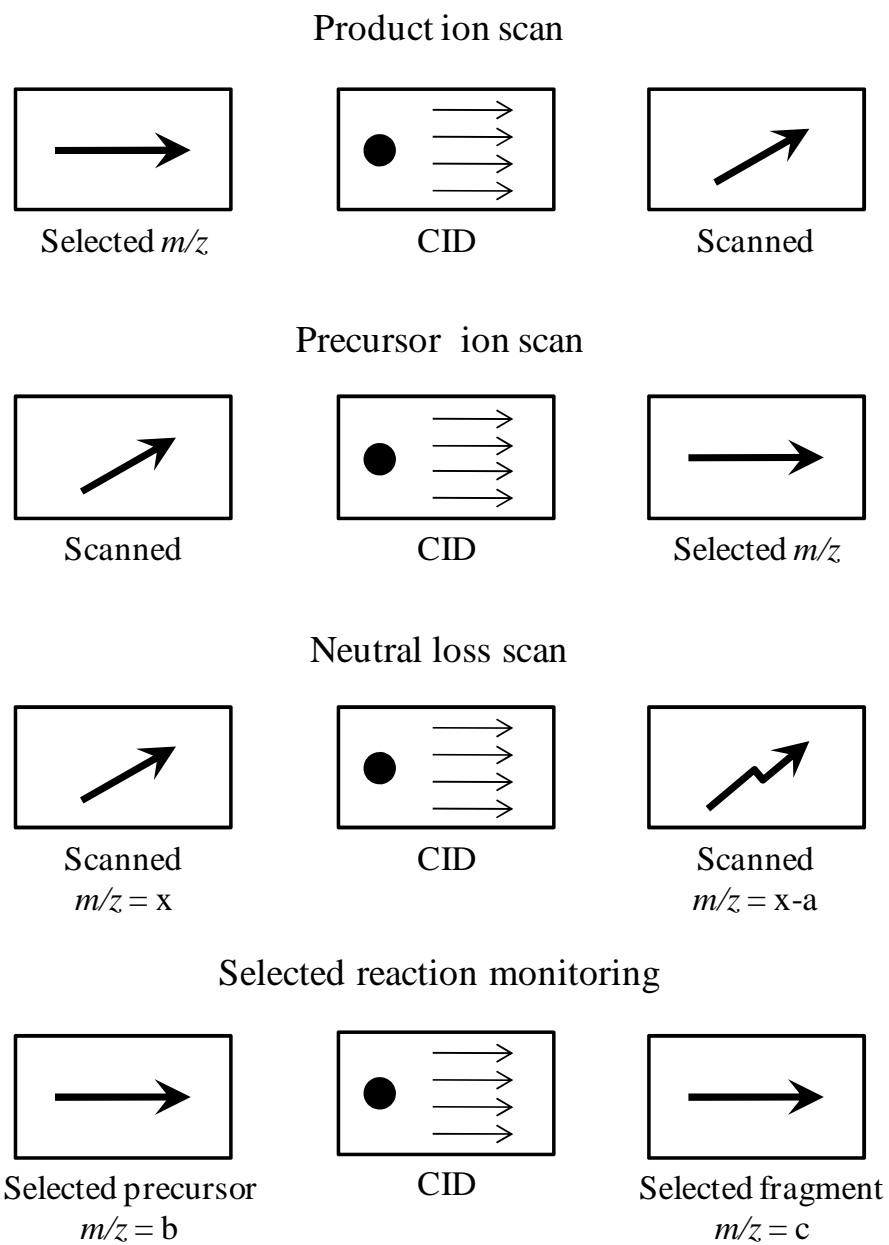 Product ion scan
Selected m/z
CID
Scanned
Precursor ion scan
Scanned
CID
Selected m/z
Neutral loss scan
Scanned
m/z = x
CID
Scanned
m/z = x-a
Selected reaction monitoring
Selected precursor
m/z = b
CID
Selected fragment
m/z = c